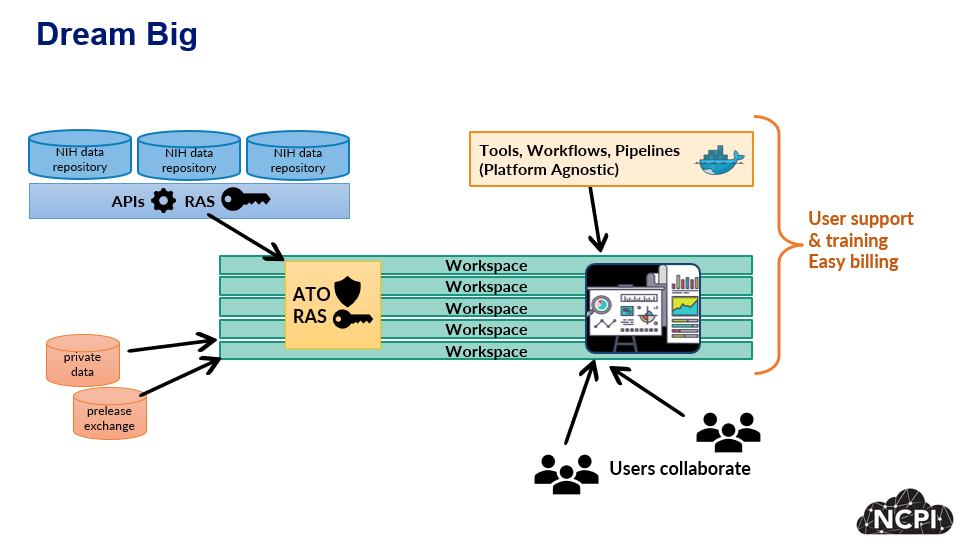 Dream Big
NIH data
repository
NIH data
repository
NIH data
repository
APIs
RAS
Tools, Workflows, Pipelines
(Platform Agnostic)
User support
& training
Easy billing
Workspace
Workspace
Workspace
Workspace
Workspace
ATO
RAS
private
data
prelease
exchange
Users collaborate
NCPI